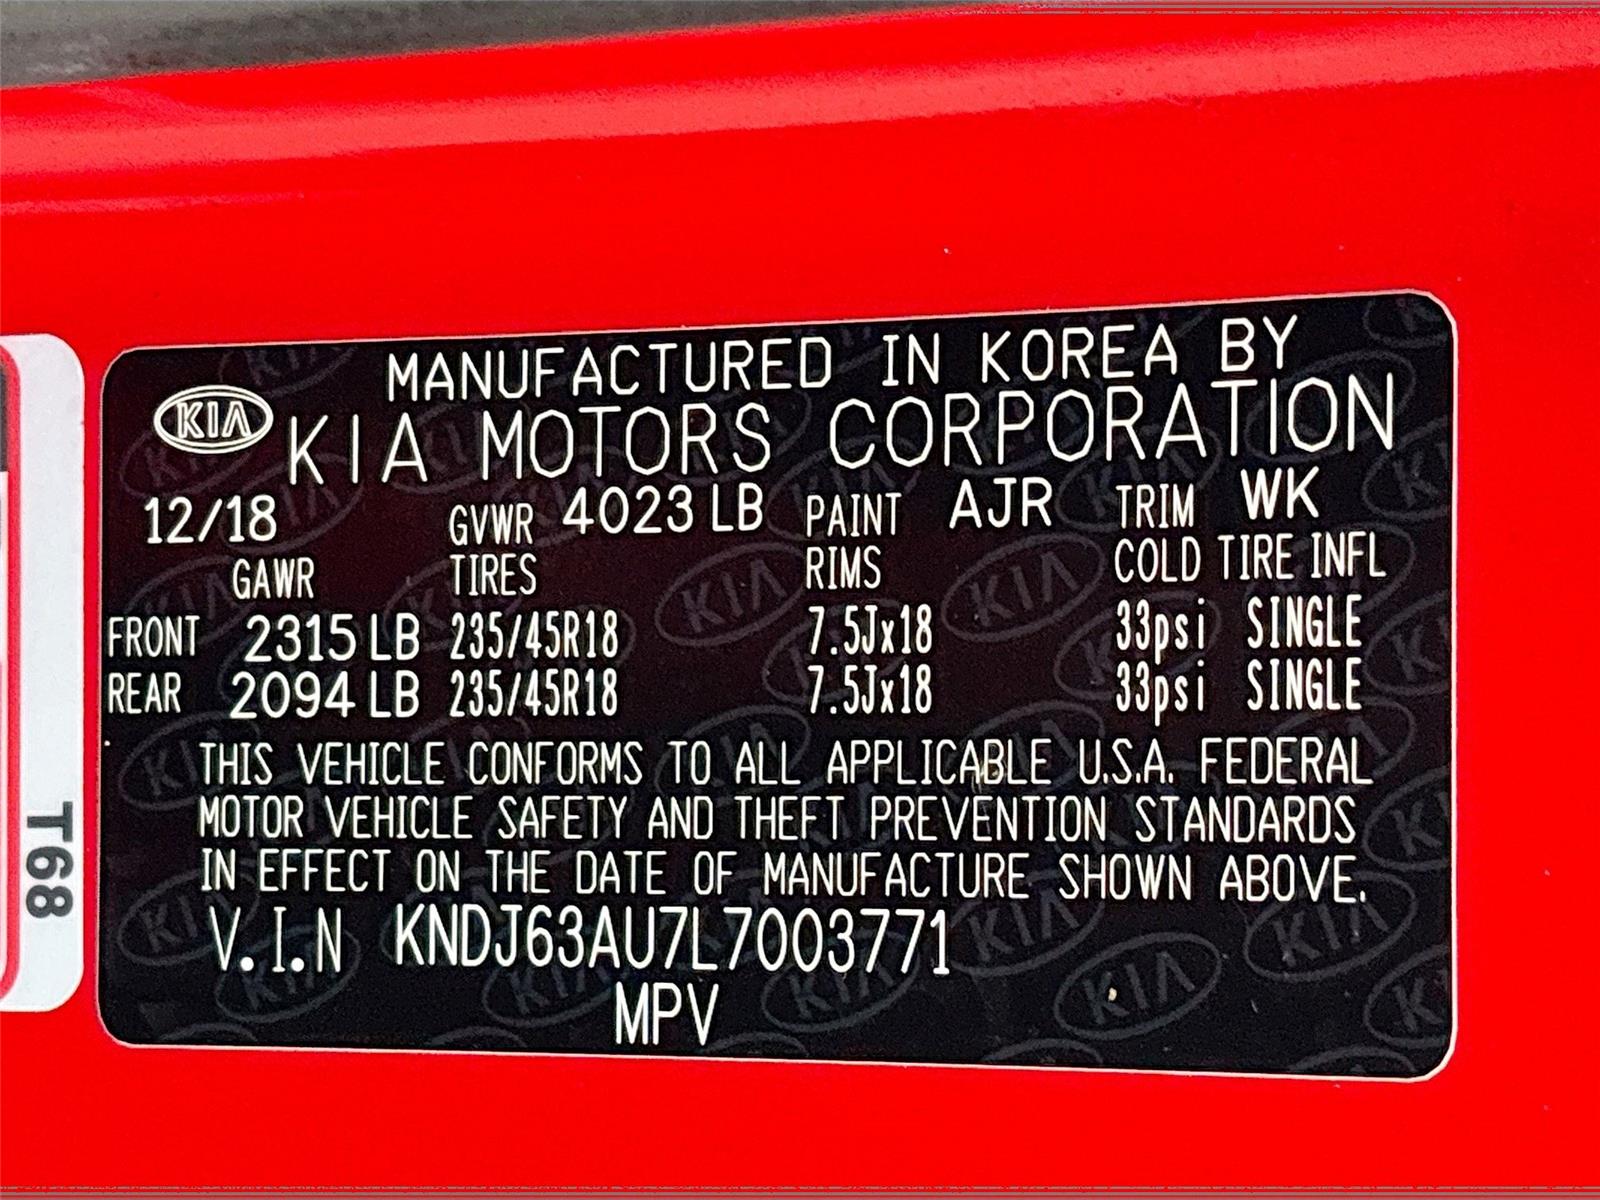 MANUFACTURED IN KOREA BY
KIA KIA MOTORS CORPORATION
12/18 GVWR 4023 LB PAINT AJR TRIM WK
GAWR TIRES RIMS COLD TIRE INFL
FRONT 2315 LB 235/45R18 7.5Jx18 33psi SINGLE
REAR 2094 LB 235/45R18 7.5Jx18 33psi SINGLE
THIS VEHICLE CONFORMS TO ALL APPLICABLE U.S.A. FEDERAL
MOTOR VEHICLE SAFETY AND THEFT PREVENTION STANDARDS
IN EFFECT ON THE DATE OF MANUFACTURE SHOWN ABOVE.
V.I.N KNDJ63AU7L7003771
MPV
T68